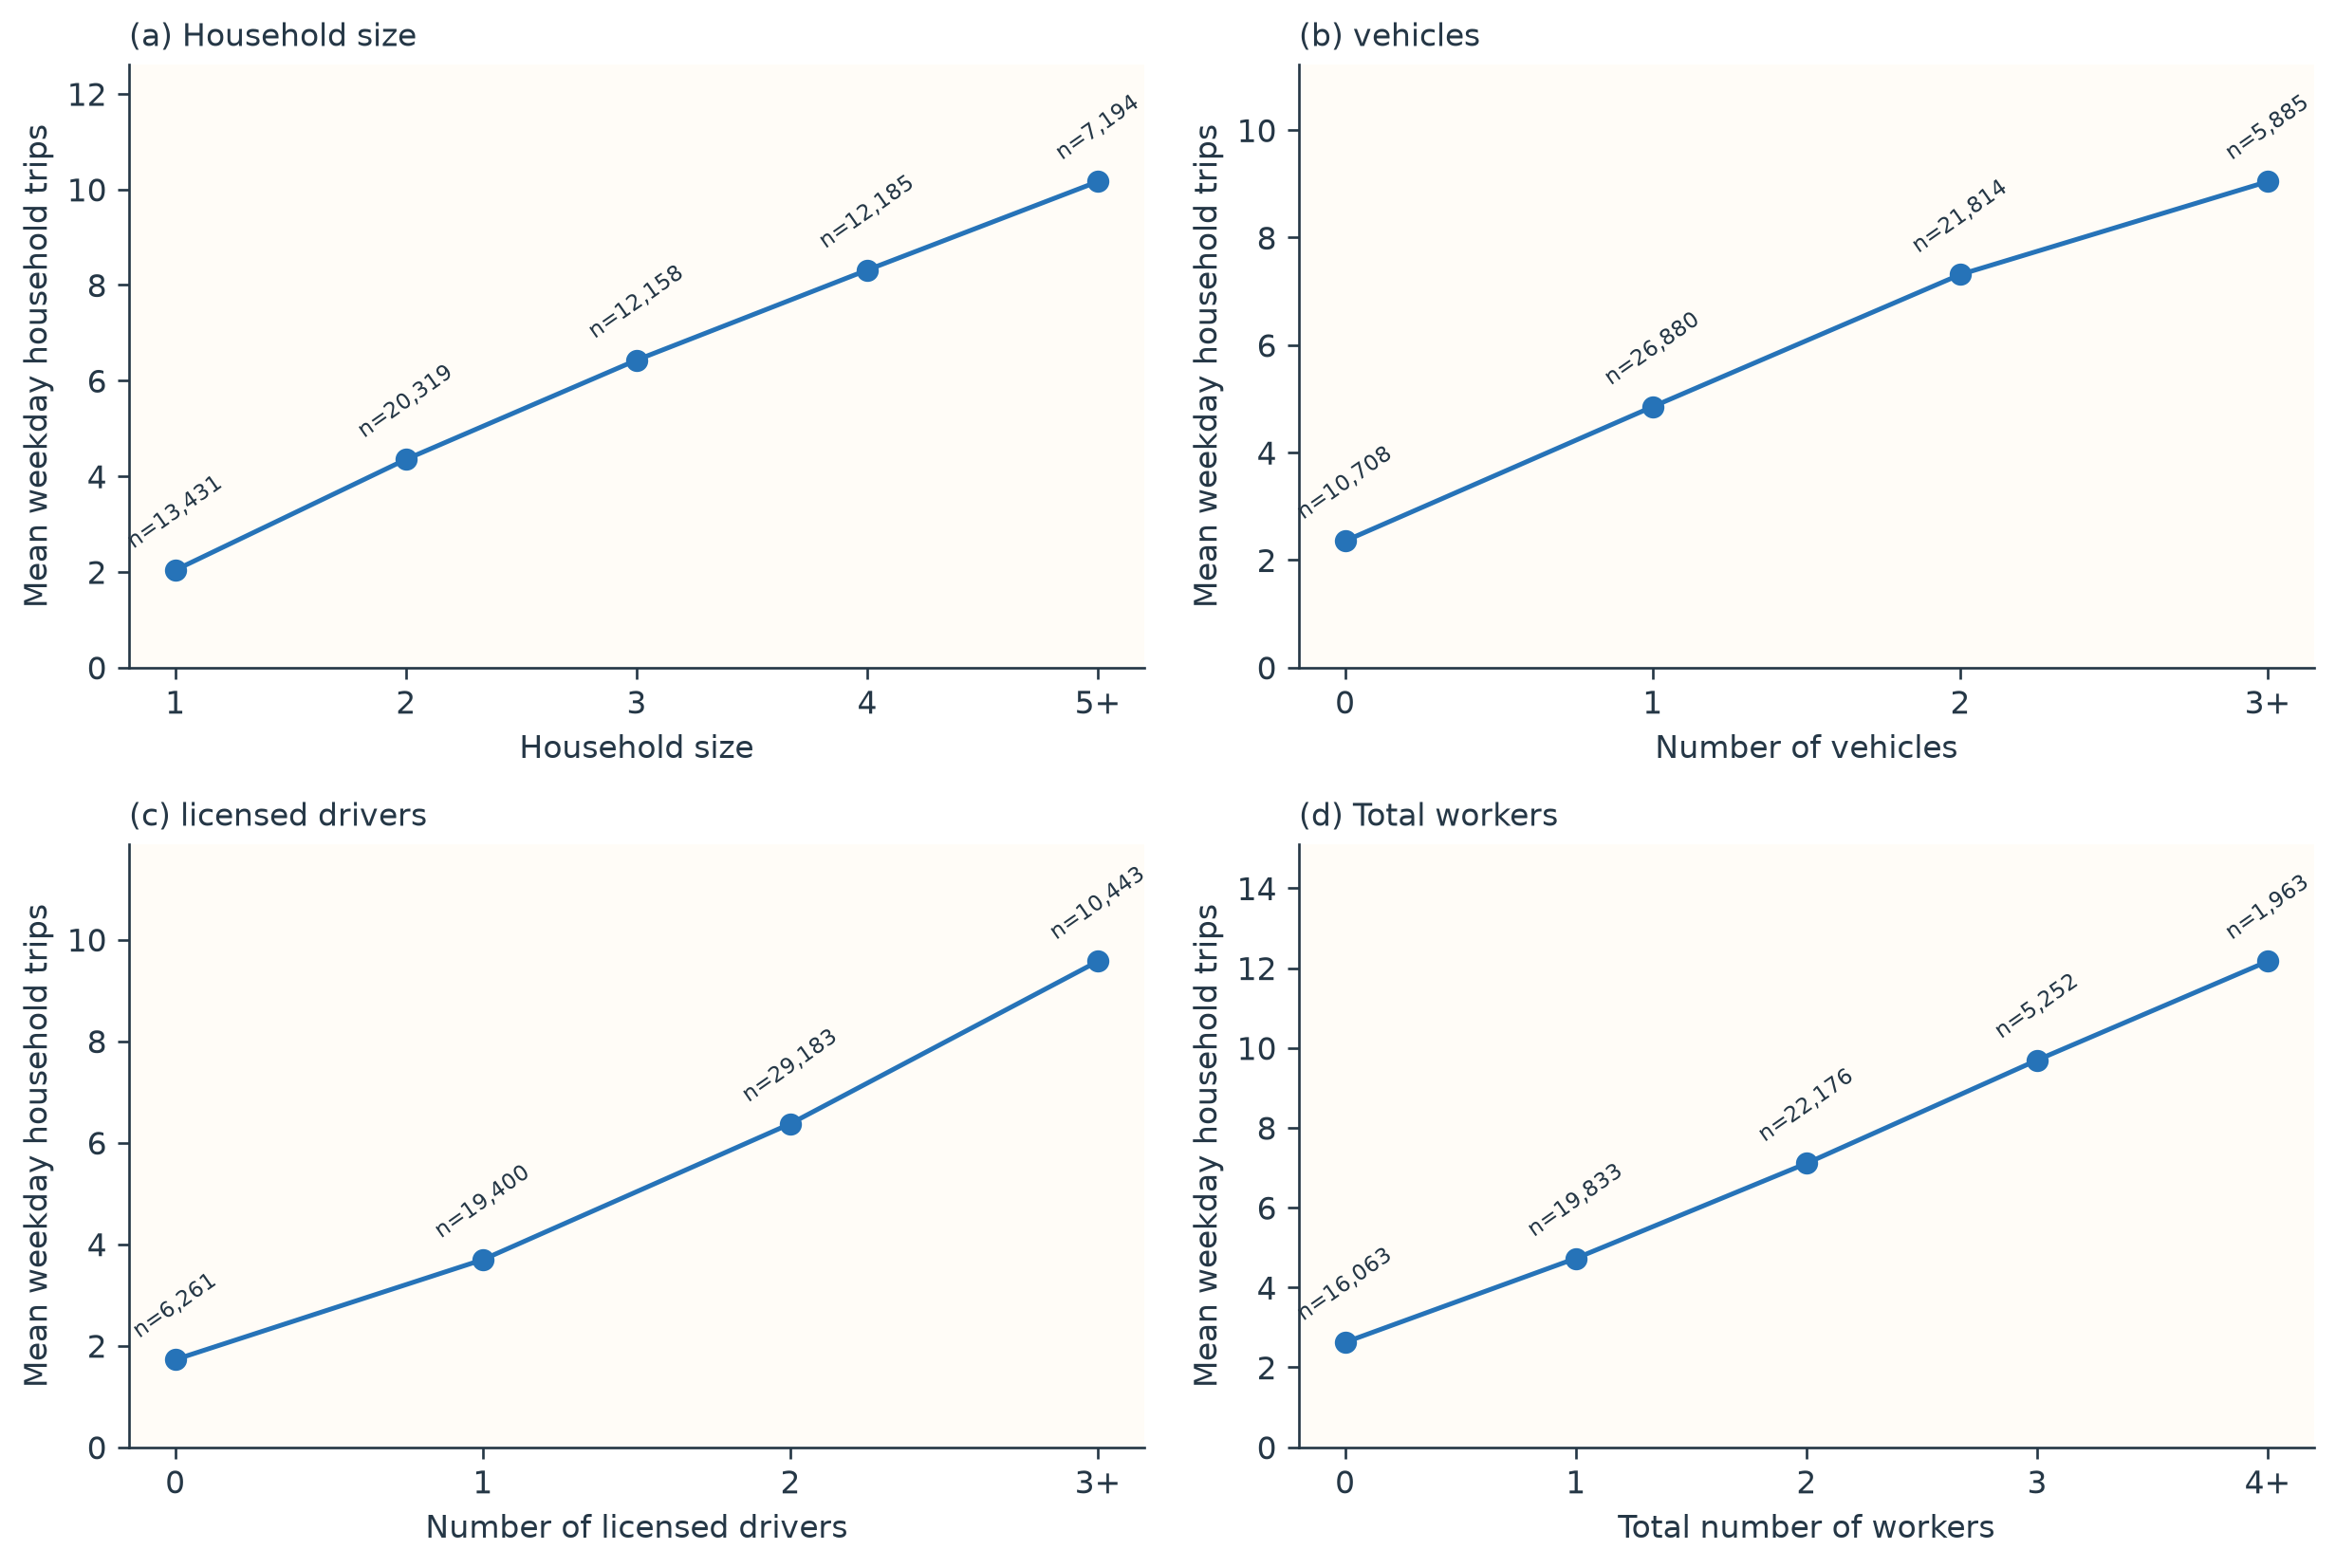 (a) Household size
Mean weekday household trips
12
10
8
6
4
2
0
n=13,431
n=20,319
n=12,158
n=12,185
n=7,194
1 2 3 4 5+
Household size
(b) vehicles
Mean weekday household trips
10
8
6
4
2
0
n=10,708
n=26,880
n=21,814
n=5,885
0 1 2 3+
Number of vehicles
(c) licensed drivers
Mean weekday household trips
10
8
6
4
2
0
n=6,261
n=19,400
n=29,183
n=10,443
0 1 2 3+
Number of licensed drivers
(d) Total workers
Mean weekday household trips
14
12
10
8
6
4
2
0
n=16,063
n=19,833
n=22,176
n=5,252
n=1,963
0 1 2 3 4+
Total number of workers